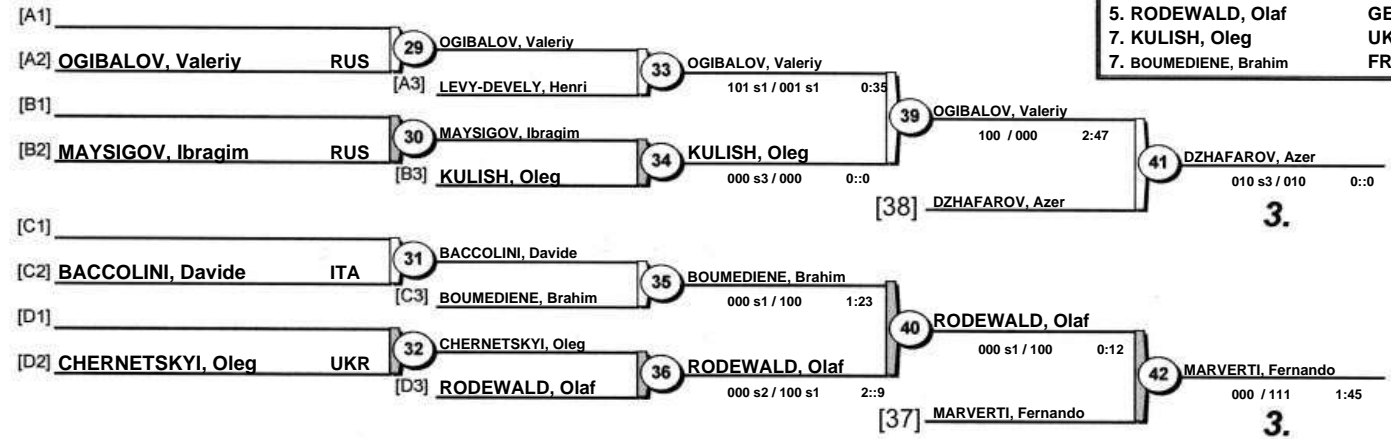 5. RODEWALD, Olaf GE
7. KULISH, Oleg UK
7. BOUMEDIENE, Brahim FR
[A1]
[A2] OGIBALOV, Valeriy RUS
29
OGIBALOV, Valeriy
[A3] LEVY-DEVELY, Henri
33
OGIBALOV, Valeriy
101 s1 / 001 s1 0:35
[B1]
[B2] MAYSIGOV, Ibragim RUS
30
MAYSIGOV, Ibragim
[B3] KULISH, Oleg
34
KULISH, Oleg
000 s3 / 000 0::0
39
OGIBALOV, Valeriy
100 / 000 2:47
[38] DZHAFAROV, Azer
41
DZHAFAROV, Azer
010 s3 / 010 0::0
3.
[C1]
[C2] BACCOLINI, Davide ITA
31
BACCOLINI, Davide
[C3] BOUMEDIENE, Brahim
35
BOUMEDIENE, Brahim
000 s1 / 100 1:23
[D1]
[D2] CHERNETSKYI, Oleg UKR
32
CHERNETSKYI, Oleg
[D3] RODEWALD, Olaf
36
RODEWALD, Olaf
000 s2 / 100 s1 2::9
40
RODEWALD, Olaf
000 s1 / 100 0:12
[37] MARVERTI, Fernando
42
MARVERTI, Fernando
000 / 111 1:45
3.